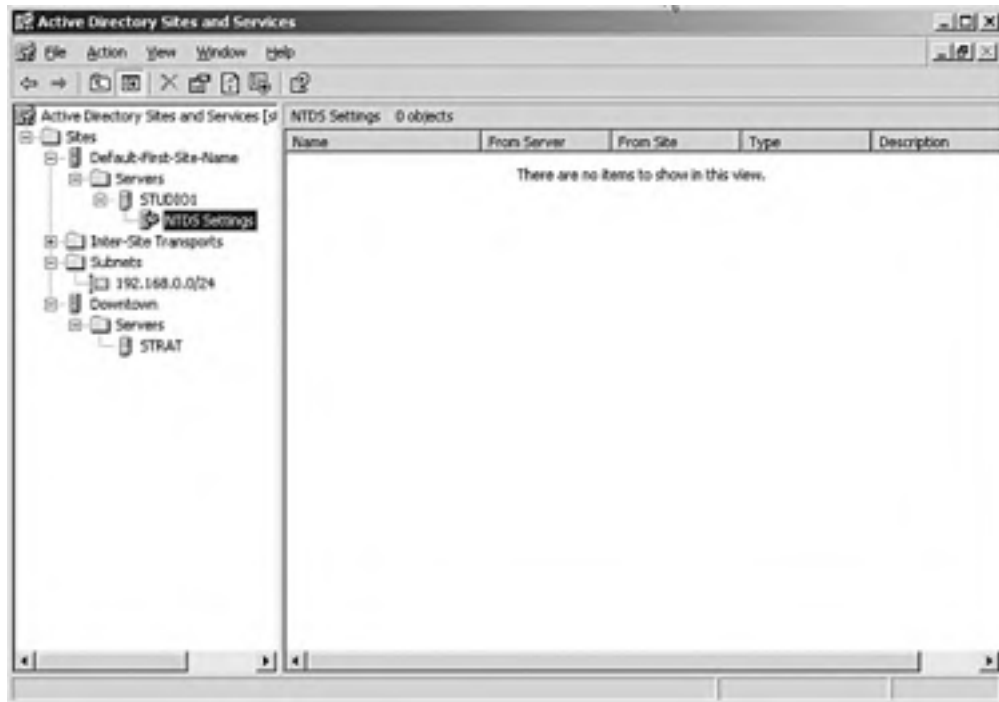 Active Directory Sites and Services
File Action View Window Help
Active Directory Sites and Services [st
Sites
Default-First-Site-Name
Servers
STUDIO1
NTDS Settings
Inter-Site Transports
Subnets
192.168.0.0/24
Downtown
Servers
STRAT
NTDS Settings 0 objects
Name From Server From Site Type Description
There are no items to show in this view.